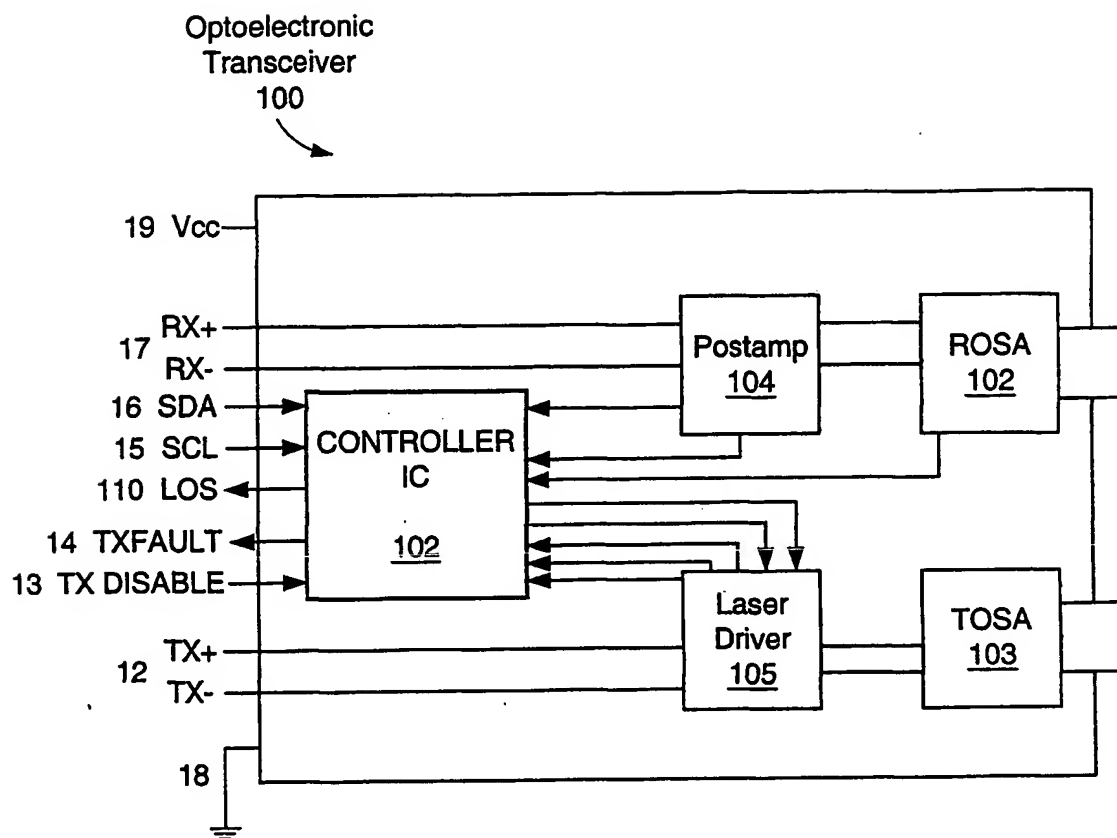 Optoelectronic
Transceiver
100
19 Vcc
RX+
17
RX-
16 SDA
15 SCL
110 LOS
14 TXFAULT
13 TX DISABLE
TX+
12
TX-
18
CONTROLLER
IC
102
Postamp
104
ROSA
102
Laser
Driver
105
TOSA
103